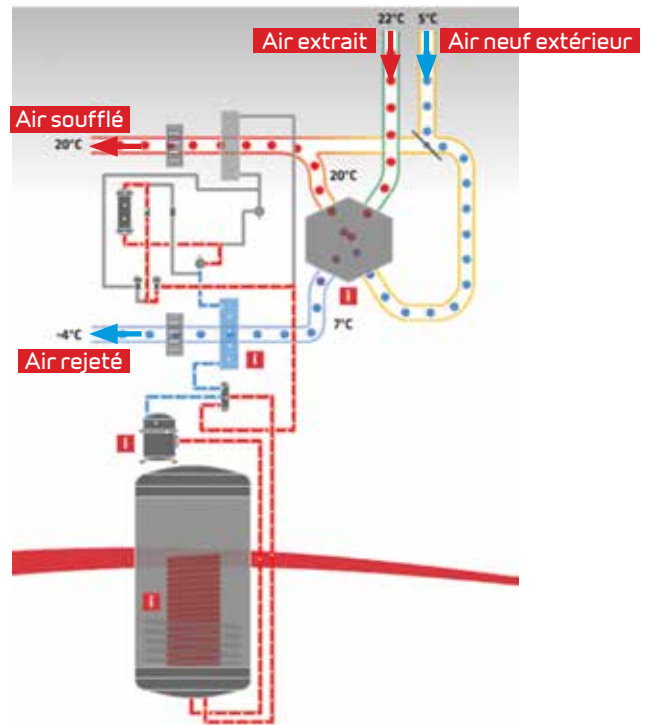 22°C 5°C
Air extrait Air neuf extérieur
Air soufflé
20°C
20°C
i
7°C
-4°C
Air rejeté
i
i
i